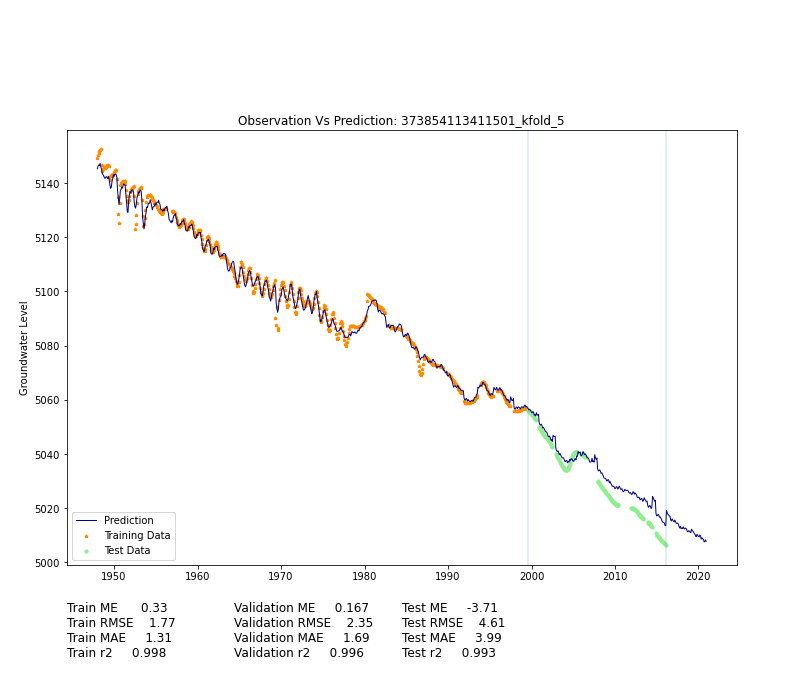 Observation Vs Prediction: 373854113411501_kfold_5
Groundwater Level
5140
5120
5100
5080
5060
5040
5020
5000
Prediction
Training Data
Test Data
1950 1960 1970 1980 1990 2000 2010 2020
Train ME 0.33 Validation ME 0.167 Test ME -3.71
Train RMSE 1.77 Validation RMSE 2.35 Test RMSE 4.61
Train MAE 1.31 Validation MAE 1.69 Test MAE 3.99
Train r2 0.998 Validation r2 0.996 Test r2 0.993